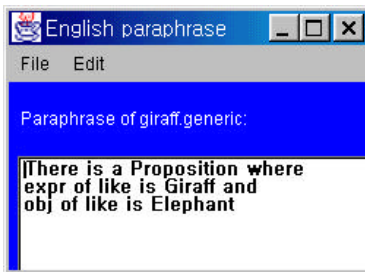 English paraphrase
File Edit
Paraphrase of giraff.generic:
There is a Proposition where
expr of like is Giraff and
obj of like is Elephant